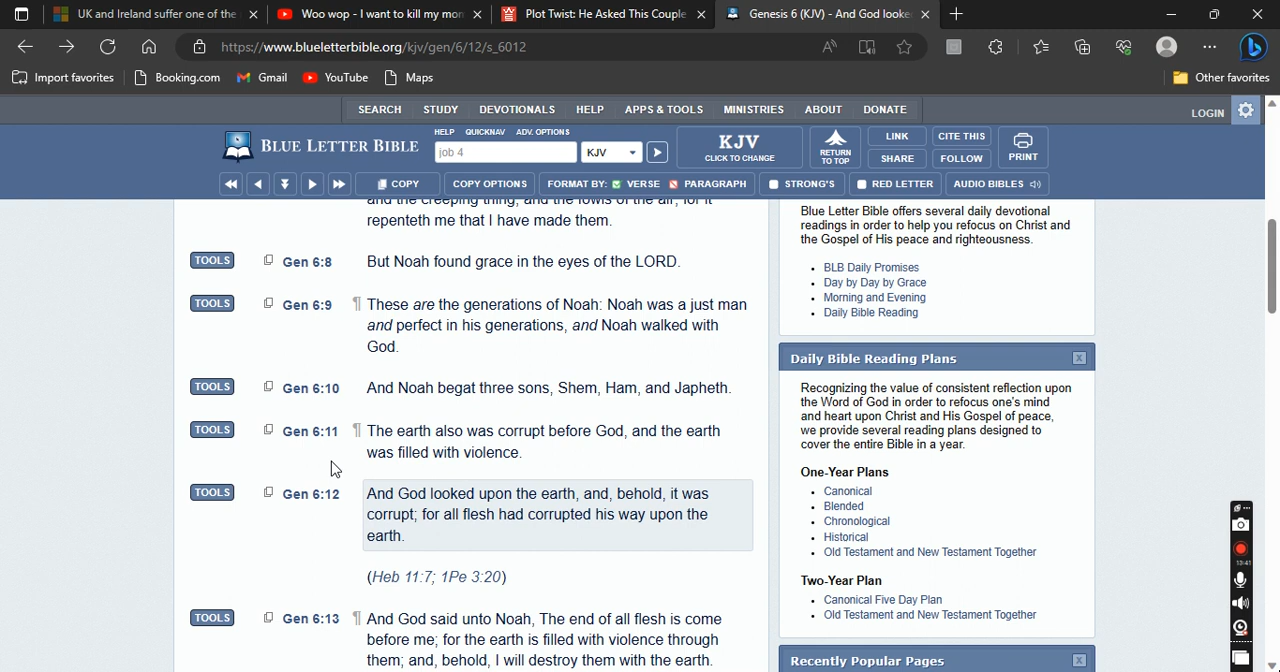 UK and Ireland suffer one of the
Woo wop - I want to kill my mor
Plot Twist: He Asked This Couple
Genesis 6 (KJV) - And God looke
https://www.blueletterbible.org/kjv/gen/6/12/s_6012
Import favorites
Booking.com
Gmail
YouTube
Maps
Other favorites
SEARCH STUDY DEVOTIONALS HELP APPS & TOOLS MINISTRIES ABOUT DONATE
LOGIN
BLUE LETTER BIBLE
HELP QUICKNAV ADV. OPTIONS
job 4
KJV
KJV
CLICK TO CHANGE
RETURN
TO TOP
LINK
CITE THIS
SHARE
FOLLOW
PRINT
COPY
COPY OPTIONS
FORMAT BY: VERSE PARAGRAPH
STRONG'S
RED LETTER
AUDIO BIBLES
and the creeping thing, and the fowls of the air; for it
repenteth me that I have made them.
TOOLS Gen 6:8 But Noah found grace in the eyes of the LORD.
TOOLS Gen 6:9 ¶ These are the generations of Noah: Noah was a just man
and perfect in his generations, and Noah walked with
God.
TOOLS Gen 6:10 And Noah begat three sons, Shem, Ham, and Japheth.
TOOLS Gen 6:11 ¶ The earth also was corrupt before God, and the earth
was filled with violence.
TOOLS Gen 6:12 And God looked upon the earth, and, behold, it was
corrupt; for all flesh had corrupted his way upon the
earth.
(Heb 11:7; 1Pe 3:20)
TOOLS Gen 6:13 ¶ And God said unto Noah, The end of all flesh is come
before me; for the earth is filled with violence through
them; and, behold, I will destroy them with the earth.
Blue Letter Bible offers several daily devotional
readings in order to help you refocus on Christ and
the Gospel of His peace and righteousness.
BLB Daily Promises
Day by Day by Grace
Morning and Evening
Daily Bible Reading
Daily Bible Reading Plans
Recognizing the value of consistent reflection upon
the Word of God in order to refocus one's mind
and heart upon Christ and His Gospel of peace,
we provide several reading plans designed to
cover the entire Bible in a year.
One-Year Plans
Canonical
Blended
Chronological
Historical
Old Testament and New Testament Together
Two-Year Plan
Canonical Five Day Plan
Old Testament and New Testament Together
Recently Popular Pages
13:41